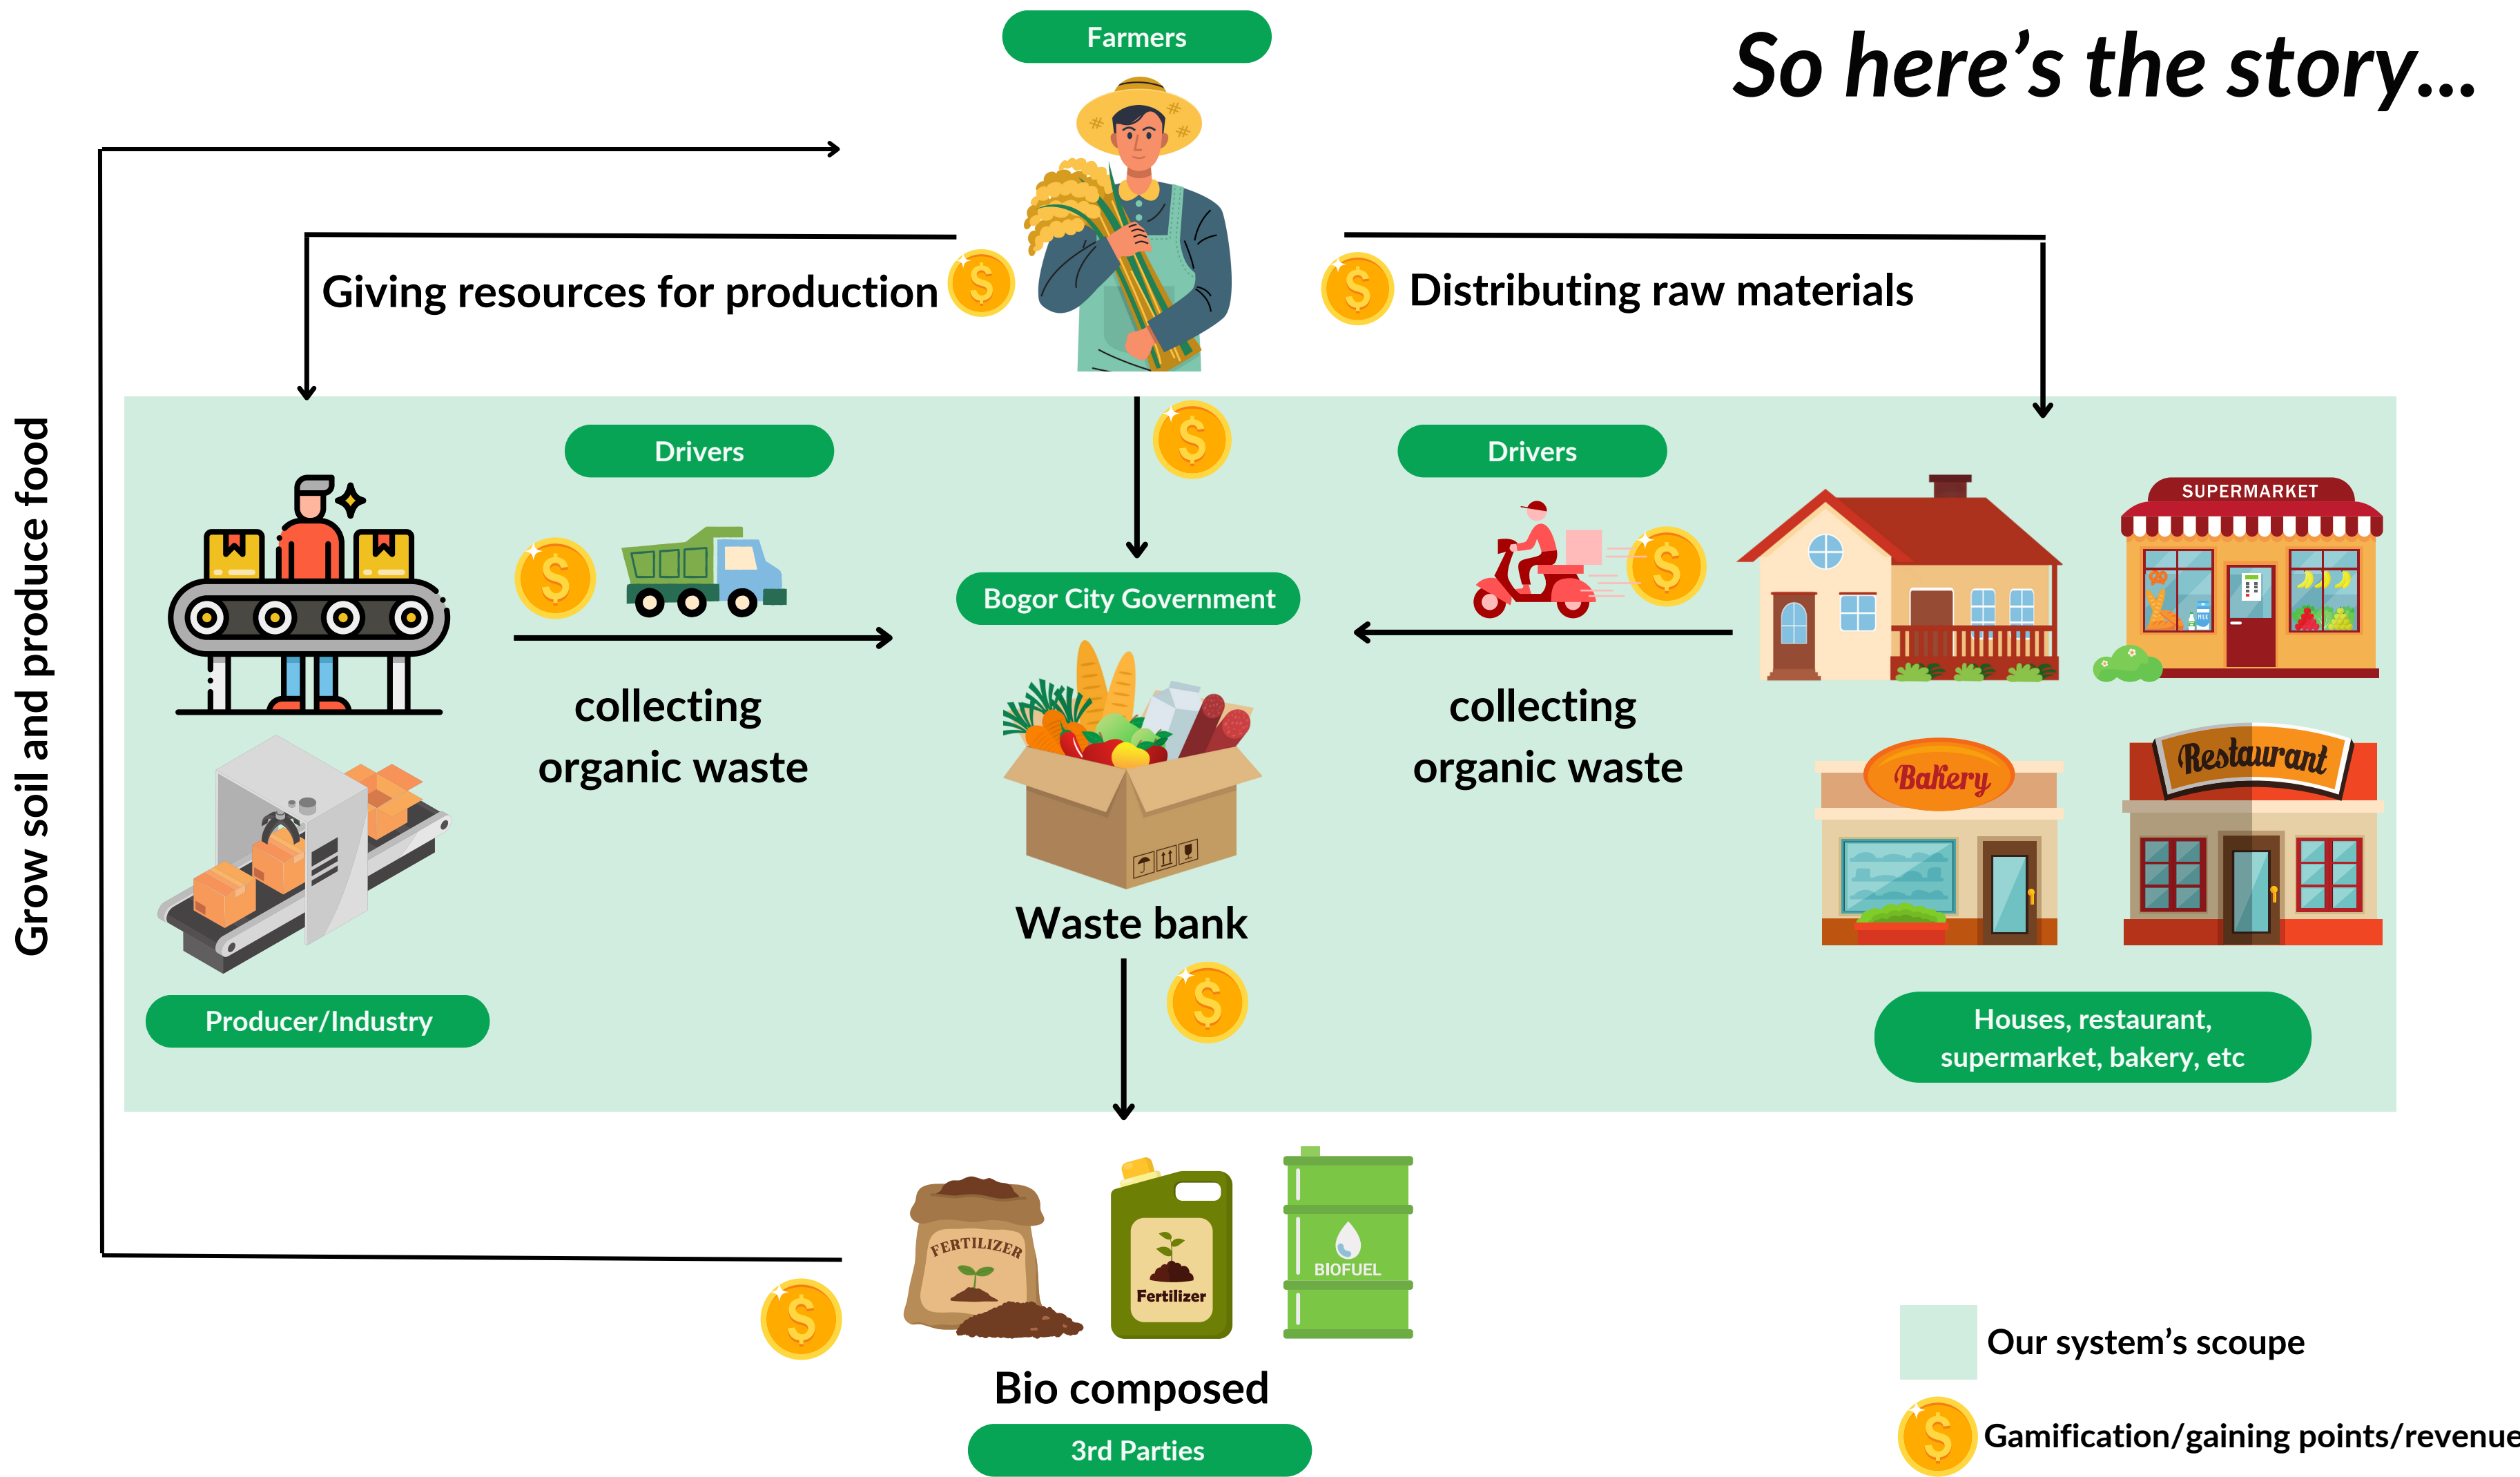 Farmers
So here's the story...
Giving resources for production
Distributing raw materials
Grow soil and produce food
Drivers
Drivers
SUPERMARKET
MILK
Bogor City Government
collecting
organic waste
collecting
organic waste
Bakery
Restaurant
Waste bank
Producer/Industry
Houses, restaurant,
supermarket, bakery, etc
FERTILIZER
Fertilizer
BIOFUEL
Bio composed
3rd Parties
Our system's scoupe
Gamification/gaining points/revenue